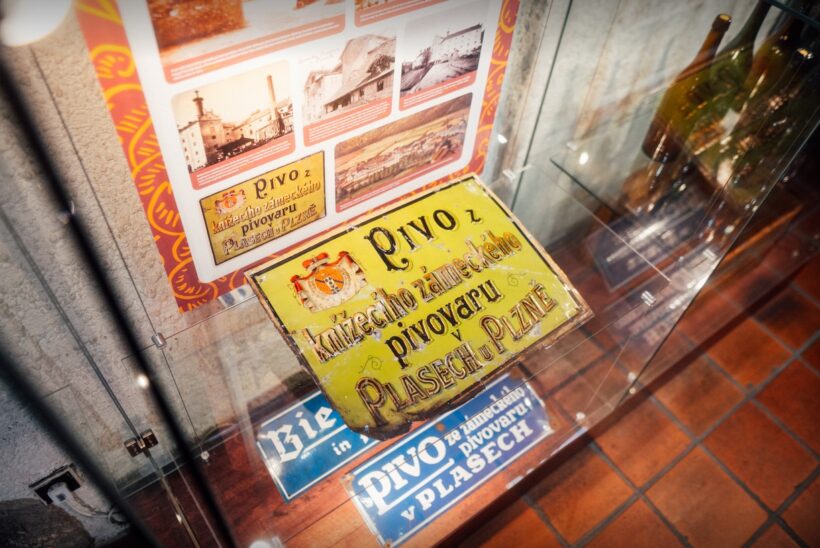 Pivo z
knížecího zámeckého
pivovaru
v
Plasech u Plzně
Pivo z
knížecího zámeckého
pivovaru
v
Plasech u Plzně
Bie
in
PIVO ze zámeckého
pivovaru
v PLASECH